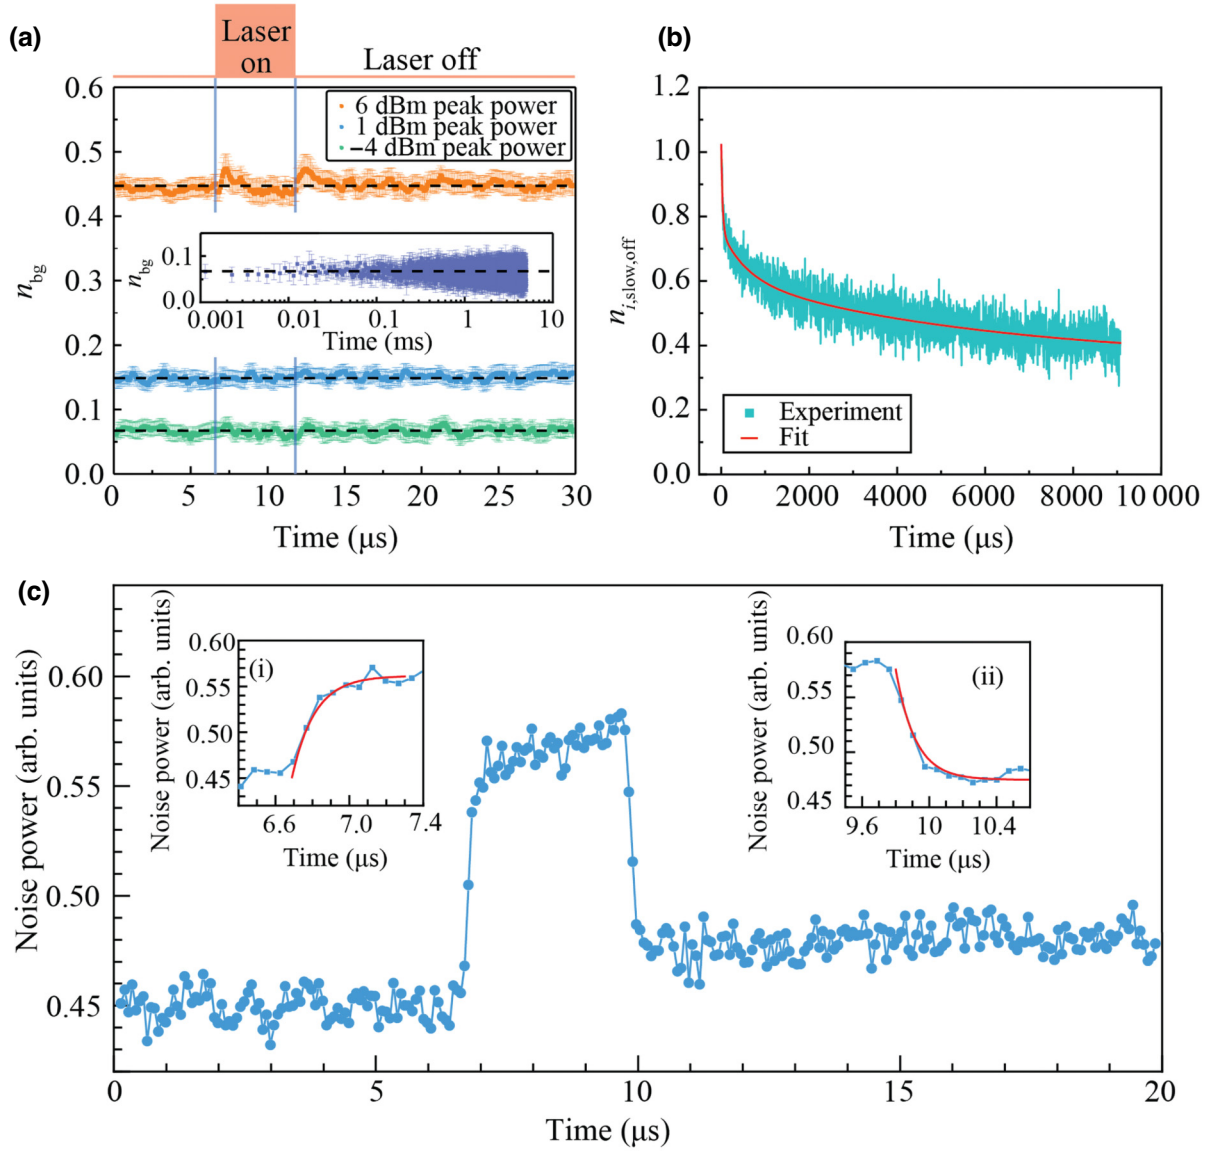 (a)
Laser
on
Laser off
0.6
0.5
0.4
0.3
0.2
0.1
0.0
n_bg
6 dBm peak power
1 dBm peak power
−4 dBm peak power
0.1
0.0
n_bg
0.001 0.01 0.1 1 10
Time (ms)
0 5 10 15 20 25 30
Time (μs)
(b)
1.2
1.0
0.8
0.6
0.4
0.2
0.0
n_i,slow,off
Experiment
Fit
0 2000 4000 6000 8000 10 000
Time (μs)
(c)
Noise power (arb. units)
0.60
0.55
0.50
0.45
(i)
Noise power (arb. units)
0.60
0.55
0.50
0.45
6.6 7.0 7.4
Time (μs)
(ii)
Noise power (arb. units)
0.60
0.55
0.50
0.45
9.6 10 10.4
Time (μs)
0 5 10 15 20
Time (μs)